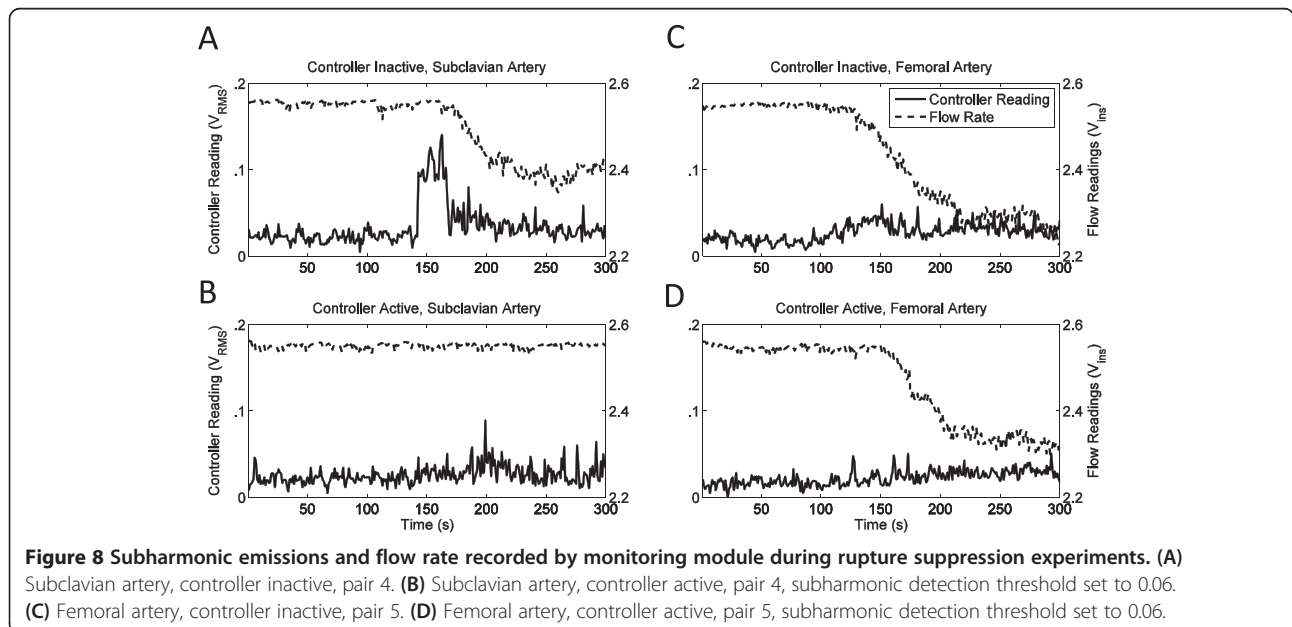 A
Controller Inactive, Subclavian Artery
.2
.1
0
Controller Reading (V_RMS)
2.6
2.4
2.2
50 100 150 200 250 300
C
Controller Inactive, Femoral Artery
Controller Reading
Flow Rate
.2
.1
0
2.6
2.4
2.2
Flow Readings (V_ins)
50 100 150 200 250 300
B
Controller Active, Subclavian Artery
.2
.1
0
Controller Reading (V_RMS)
2.6
2.4
2.2
50 100 150 200 250 300
Time (s)
D
Controller Active, Femoral Artery
.2
.1
0
2.6
2.4
2.2
Flow Readings (V_ins)
50 100 150 200 250 300
Time (s)
Figure 8 Subharmonic emissions and flow rate recorded by monitoring module during rupture suppression experiments. (A)
Subclavian artery, controller inactive, pair 4. (B) Subclavian artery, controller active, pair 4, subharmonic detection threshold set to 0.06.
(C) Femoral artery, controller inactive, pair 5. (D) Femoral artery, controller active, pair 5, subharmonic detection threshold set to 0.06.